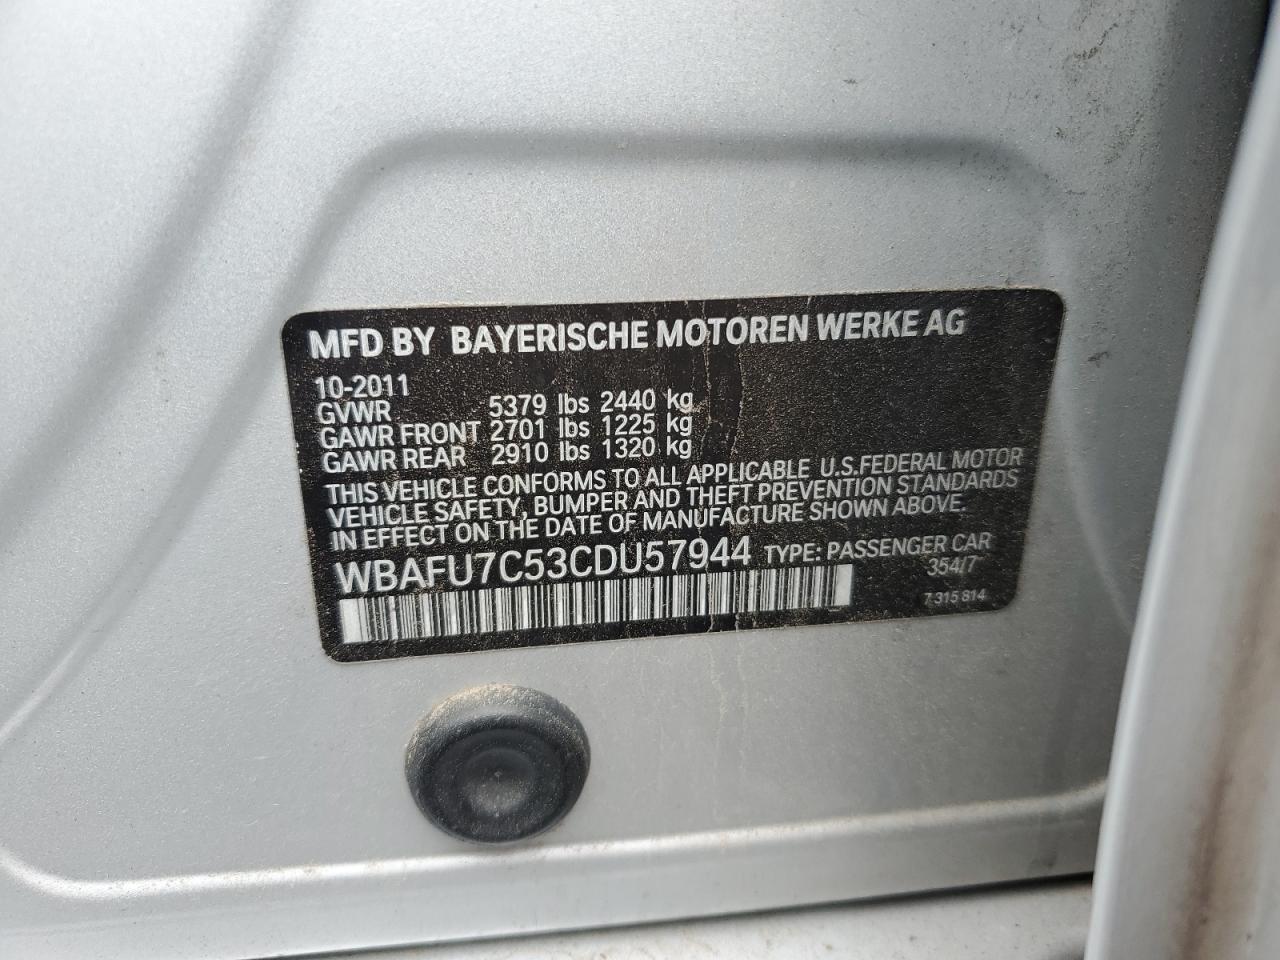 MFD BY BAYERISCHE MOTOREN WERKE AG
10-2011
GVWR 5379 lbs 2440 kg
GAWR FRONT 2701 lbs 1225 kg
GAWR REAR 2910 lbs 1320 kg
THIS VEHICLE CONFORMS TO ALL APPLICABLE U.S.FEDERAL MOTOR
VEHICLE SAFETY, BUMPER AND THEFT PREVENTION STANDARDS
IN EFFECT ON THE DATE OF MANUFACTURE SHOWN ABOVE.
WBAFU7C53CDU57944 TYPE: PASSENGER CAR
354/7
7 315 814